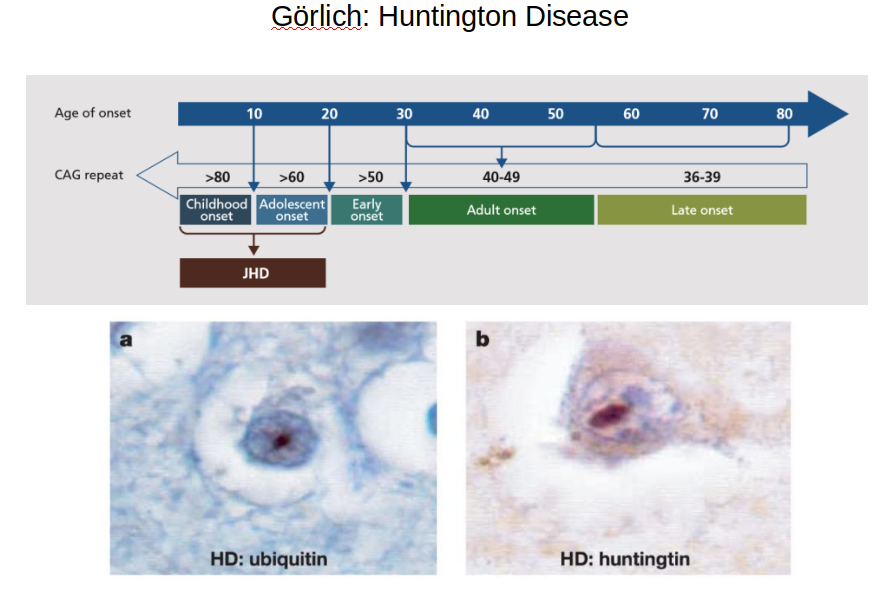 Görlich: Huntington Disease
Age of onset 10 20 30 40 50 60 70 80
CAG repeat >80 >60 >50 40-49 36-39
Childhood onset Adolescent onset Early onset Adult onset Late onset
JHD
a b
HD: ubiquitin HD: huntingtin